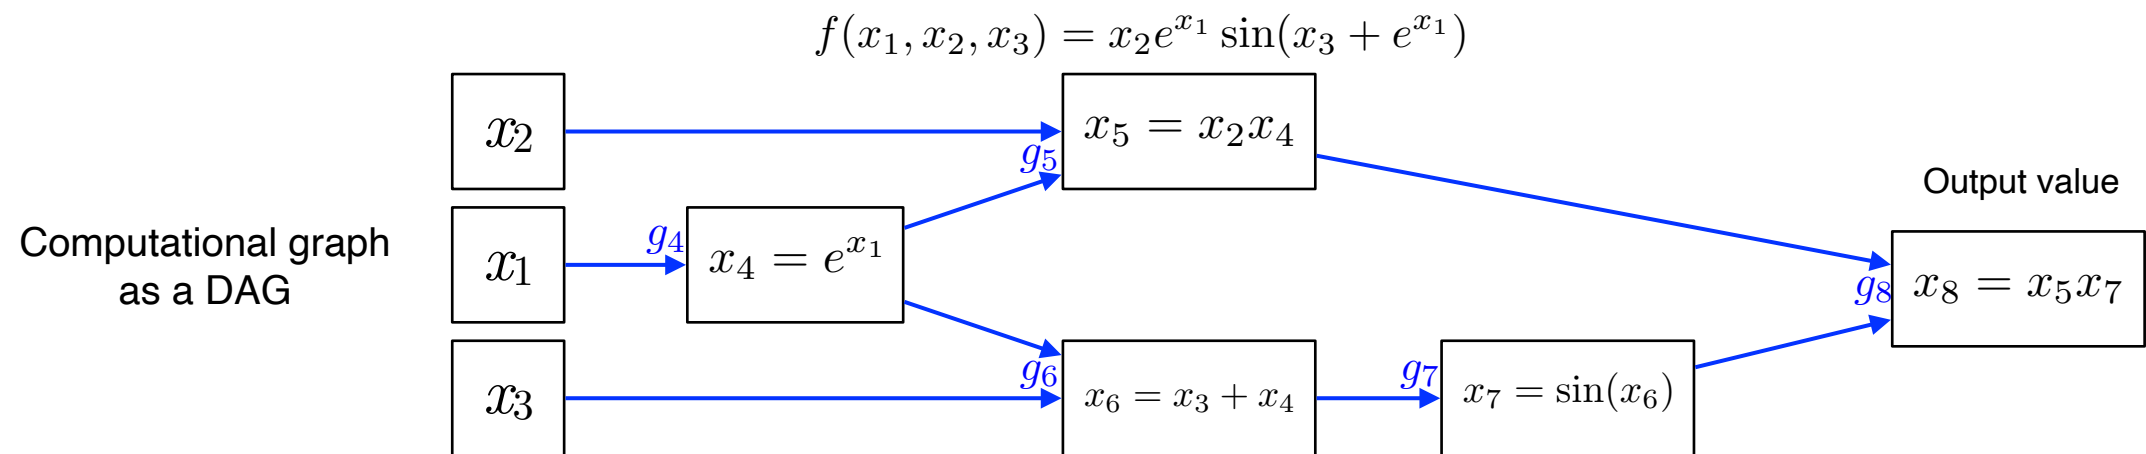 f(x₁, x₂, x₃) = x₂e^{x₁} sin(x₃ + e^{x₁})
x₂
g₅
x₅ = x₂x₄
Output value
Computational graph
as a DAG
x₁
g₄
x₄ = e^{x₁}
g₈
x₈ = x₅x₇
x₃
g₆
x₆ = x₃ + x₄
g₇
x₇ = sin(x₆)